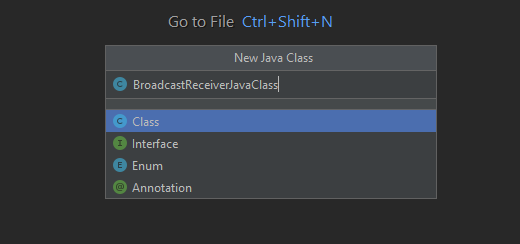 Go to File Ctrl+Shift+N
New Java Class
C BroadcastReceiverJavaClass
C Class
I Interface
E Enum
@ Annotation